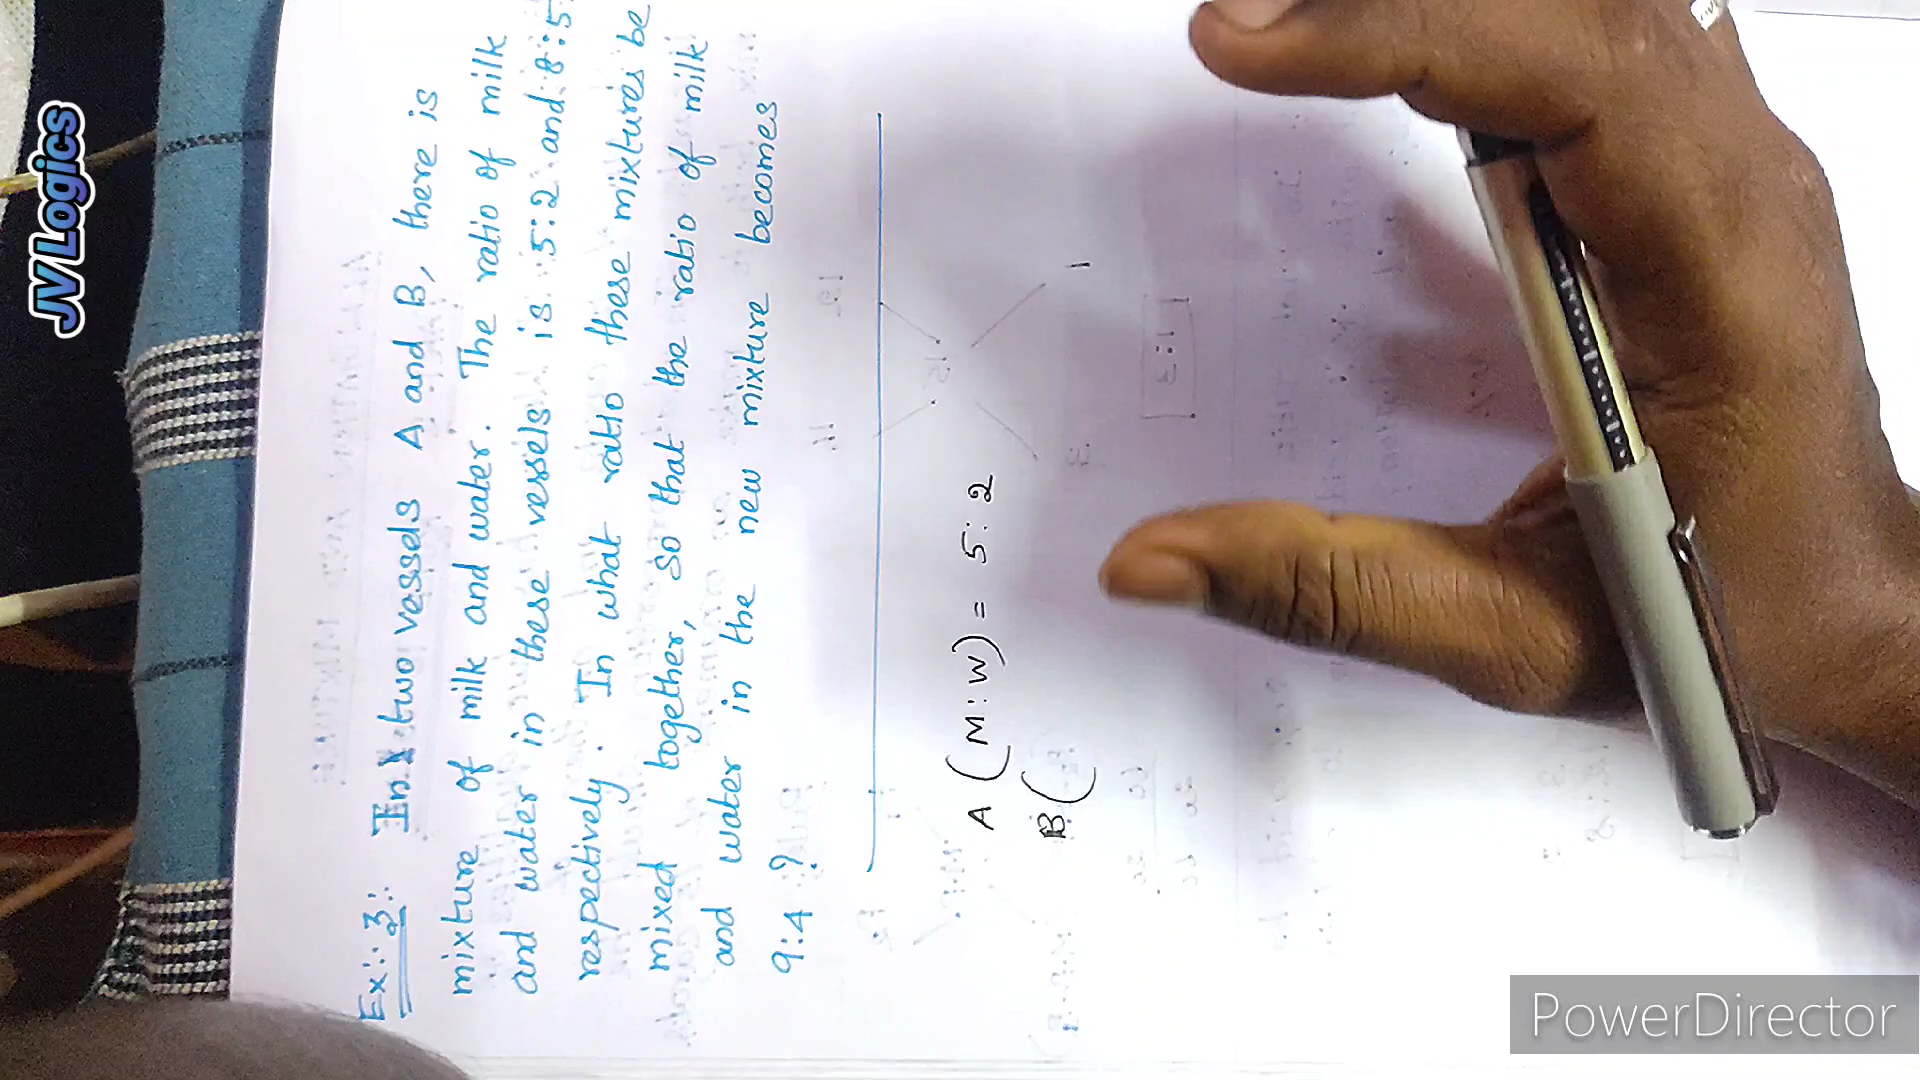 JV Logics
Ex:.3: In two vessels A and B, there is
mixture of milk and water. The ratio of milk
and water in these vessels is 5:2 and 8:5
respectively. In what ratio these mixtures be
mixed together, so that the ratio of milk
and water in the new mixture becomes
9:4 ?
A (M:W) = 5:2
B (
PowerDirector